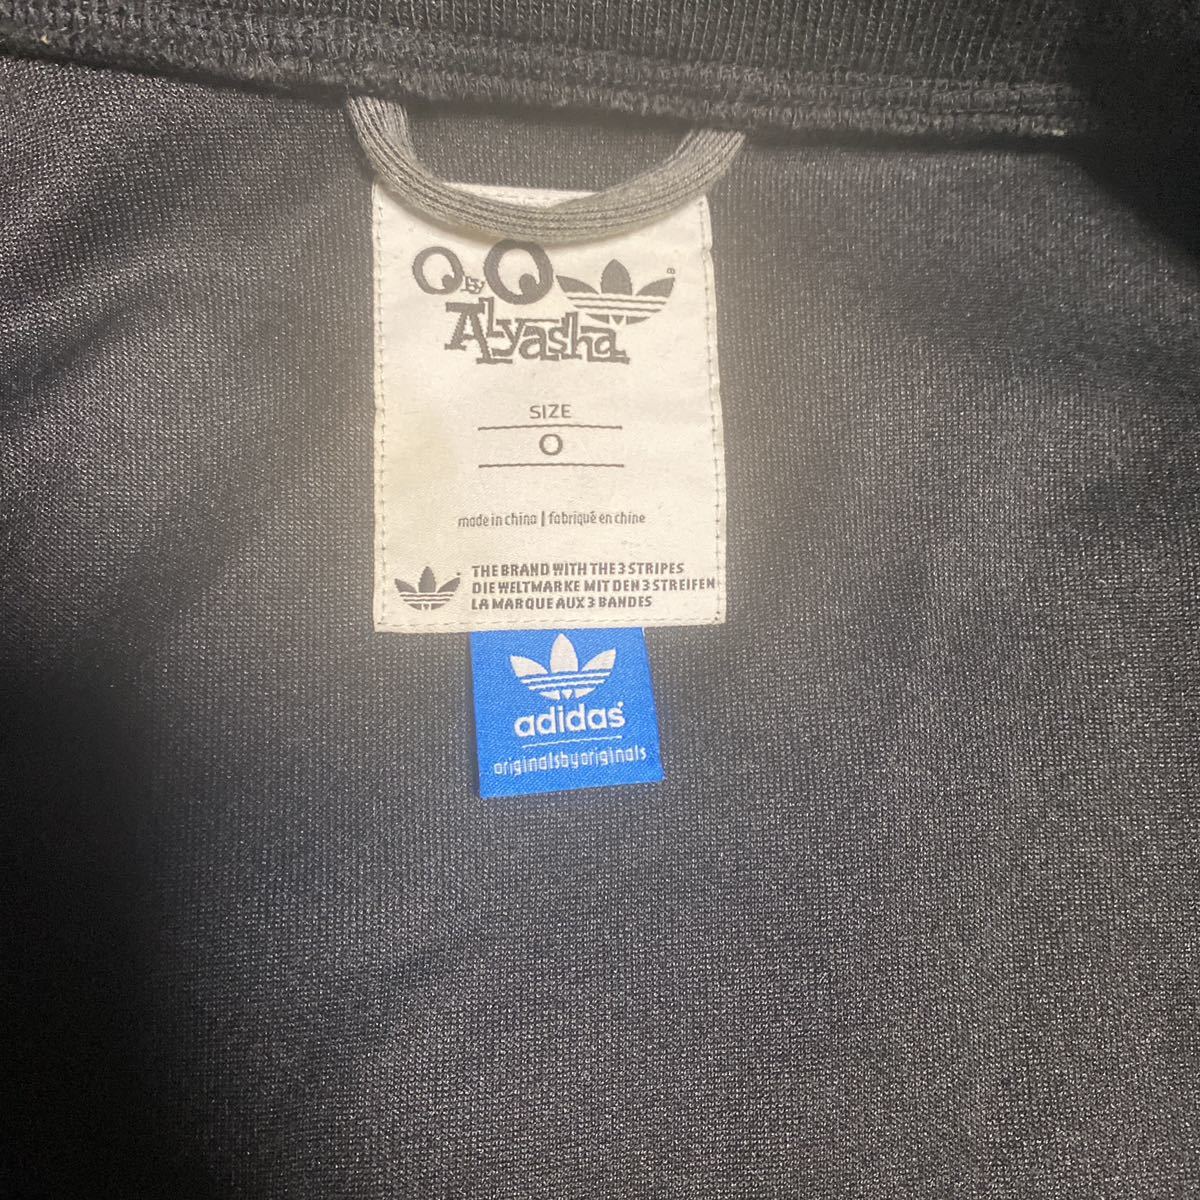 O by O
Alyasha
®
SIZE
O
made in china | fabriqué en chine
THE BRAND WITH THE 3 STRIPES
DIE WELTMARKE MIT DEN 3 STREIFEN
LA MARQUE AUX 3 BANDES
adidas
originalsbyoriginals